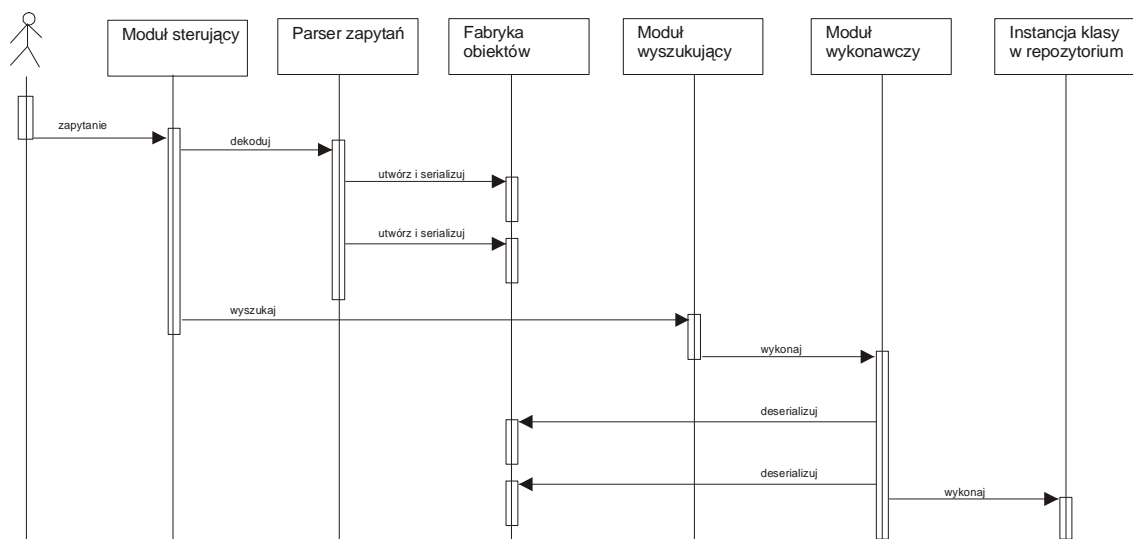 Moduł sterujący
Parser zapytań
Fabryka
obiektów
Moduł
wyszukujący
Moduł
wykonawczy
Instancja klasy
w repozytorium
zapytanie
dekoduj
utwórz i serializuj
utwórz i serializuj
wyszukaj
wykonaj
deserializuj
deserializuj
wykonaj